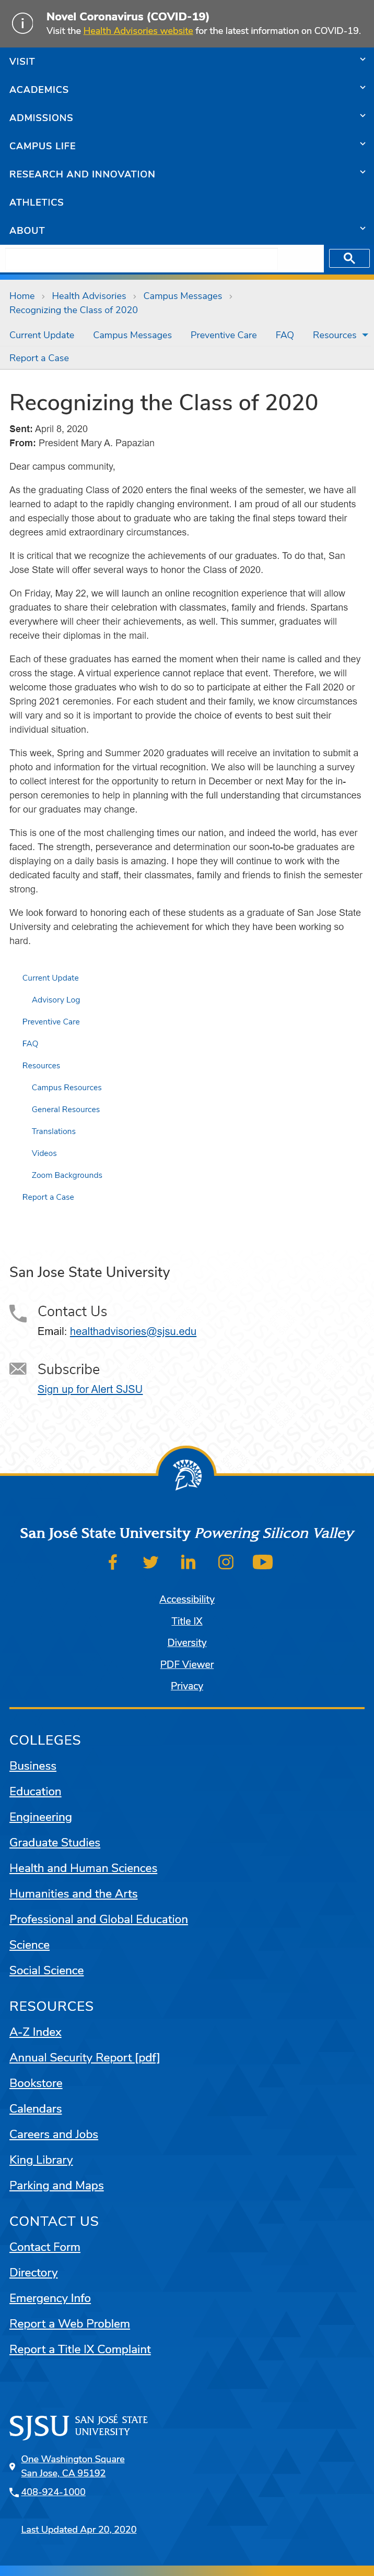 Novel Coronavirus (COVID-19)
Visit the Health Advisories website for the latest information on COVID-19.
VISIT
ACADEMICS
ADMISSIONS
CAMPUS LIFE
RESEARCH AND INNOVATION
ATHLETICS
ABOUT
Home > Health Advisories > Campus Messages >
Recognizing the Class of 2020
Current Update Campus Messages Preventive Care FAQ Resources
Report a Case
Recognizing the Class of 2020
Sent: April 8, 2020
From: President Mary A. Papazian
Dear campus community,
As the graduating Class of 2020 enters the final weeks of the semester, we have all
learned to adapt to the rapidly changing environment. I am proud of all our students
and especially those about to graduate who are taking the final steps toward their
degrees amid extraordinary circumstances.
It is critical that we recognize the achievements of our graduates. To do that, San
Jose State will offer several ways to honor the Class of 2020.
On Friday, May 22, we will launch an online recognition experience that will allow
graduates to share their celebration with classmates, family and friends. Spartans
everywhere will cheer their achievements, as well. This summer, graduates will
receive their diplomas in the mail.
Each of these graduates has earned the moment when their name is called and they
cross the stage. A virtual experience cannot replace that event. Therefore, we will
welcome these graduates who wish to do so to participate at either the Fall 2020 or
Spring 2021 ceremonies. For each student and their family, we know circumstances
will vary and so it is important to provide the choice of events to best suit their
individual situation.
This week, Spring and Summer 2020 graduates will receive an invitation to submit a
photo and information for the virtual recognition. We also will be launching a survey
to collect interest for the opportunity to return in December or next May for the in-
person ceremonies to help in planning with the full understanding that circumstances
for our graduates may change.
This is one of the most challenging times our nation, and indeed the world, has ever
faced. The strength, perseverance and determination our soon-to-be graduates are
displaying on a daily basis is amazing. I hope they will continue to work with the
dedicated faculty and staff, their classmates, family and friends to finish the semester
strong.
We look forward to honoring each of these students as a graduate of San Jose State
University and celebrating the achievement for which they have been working so
hard.
Current Update
Advisory Log
Preventive Care
FAQ
Resources
Campus Resources
General Resources
Translations
Videos
Zoom Backgrounds
Report a Case
San Jose State University
Contact Us
Email: healthadvisories@sjsu.edu
Subscribe
Sign up for Alert SJSU
San José State University Powering Silicon Valley
Accessibility
Title IX
Diversity
PDF Viewer
Privacy
COLLEGES
Business
Education
Engineering
Graduate Studies
Health and Human Sciences
Humanities and the Arts
Professional and Global Education
Science
Social Science
RESOURCES
A-Z Index
Annual Security Report [pdf]
Bookstore
Calendars
Careers and Jobs
King Library
Parking and Maps
CONTACT US
Contact Form
Directory
Emergency Info
Report a Web Problem
Report a Title IX Complaint
SJSU SAN JOSÉ STATE
UNIVERSITY
One Washington Square
San Jose, CA 95192
408-924-1000
Last Updated Apr 20, 2020